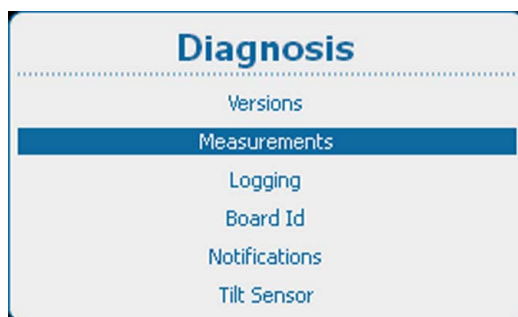 Diagnosis
Versions
Measurements
Logging
Board Id
Notifications
Tilt Sensor